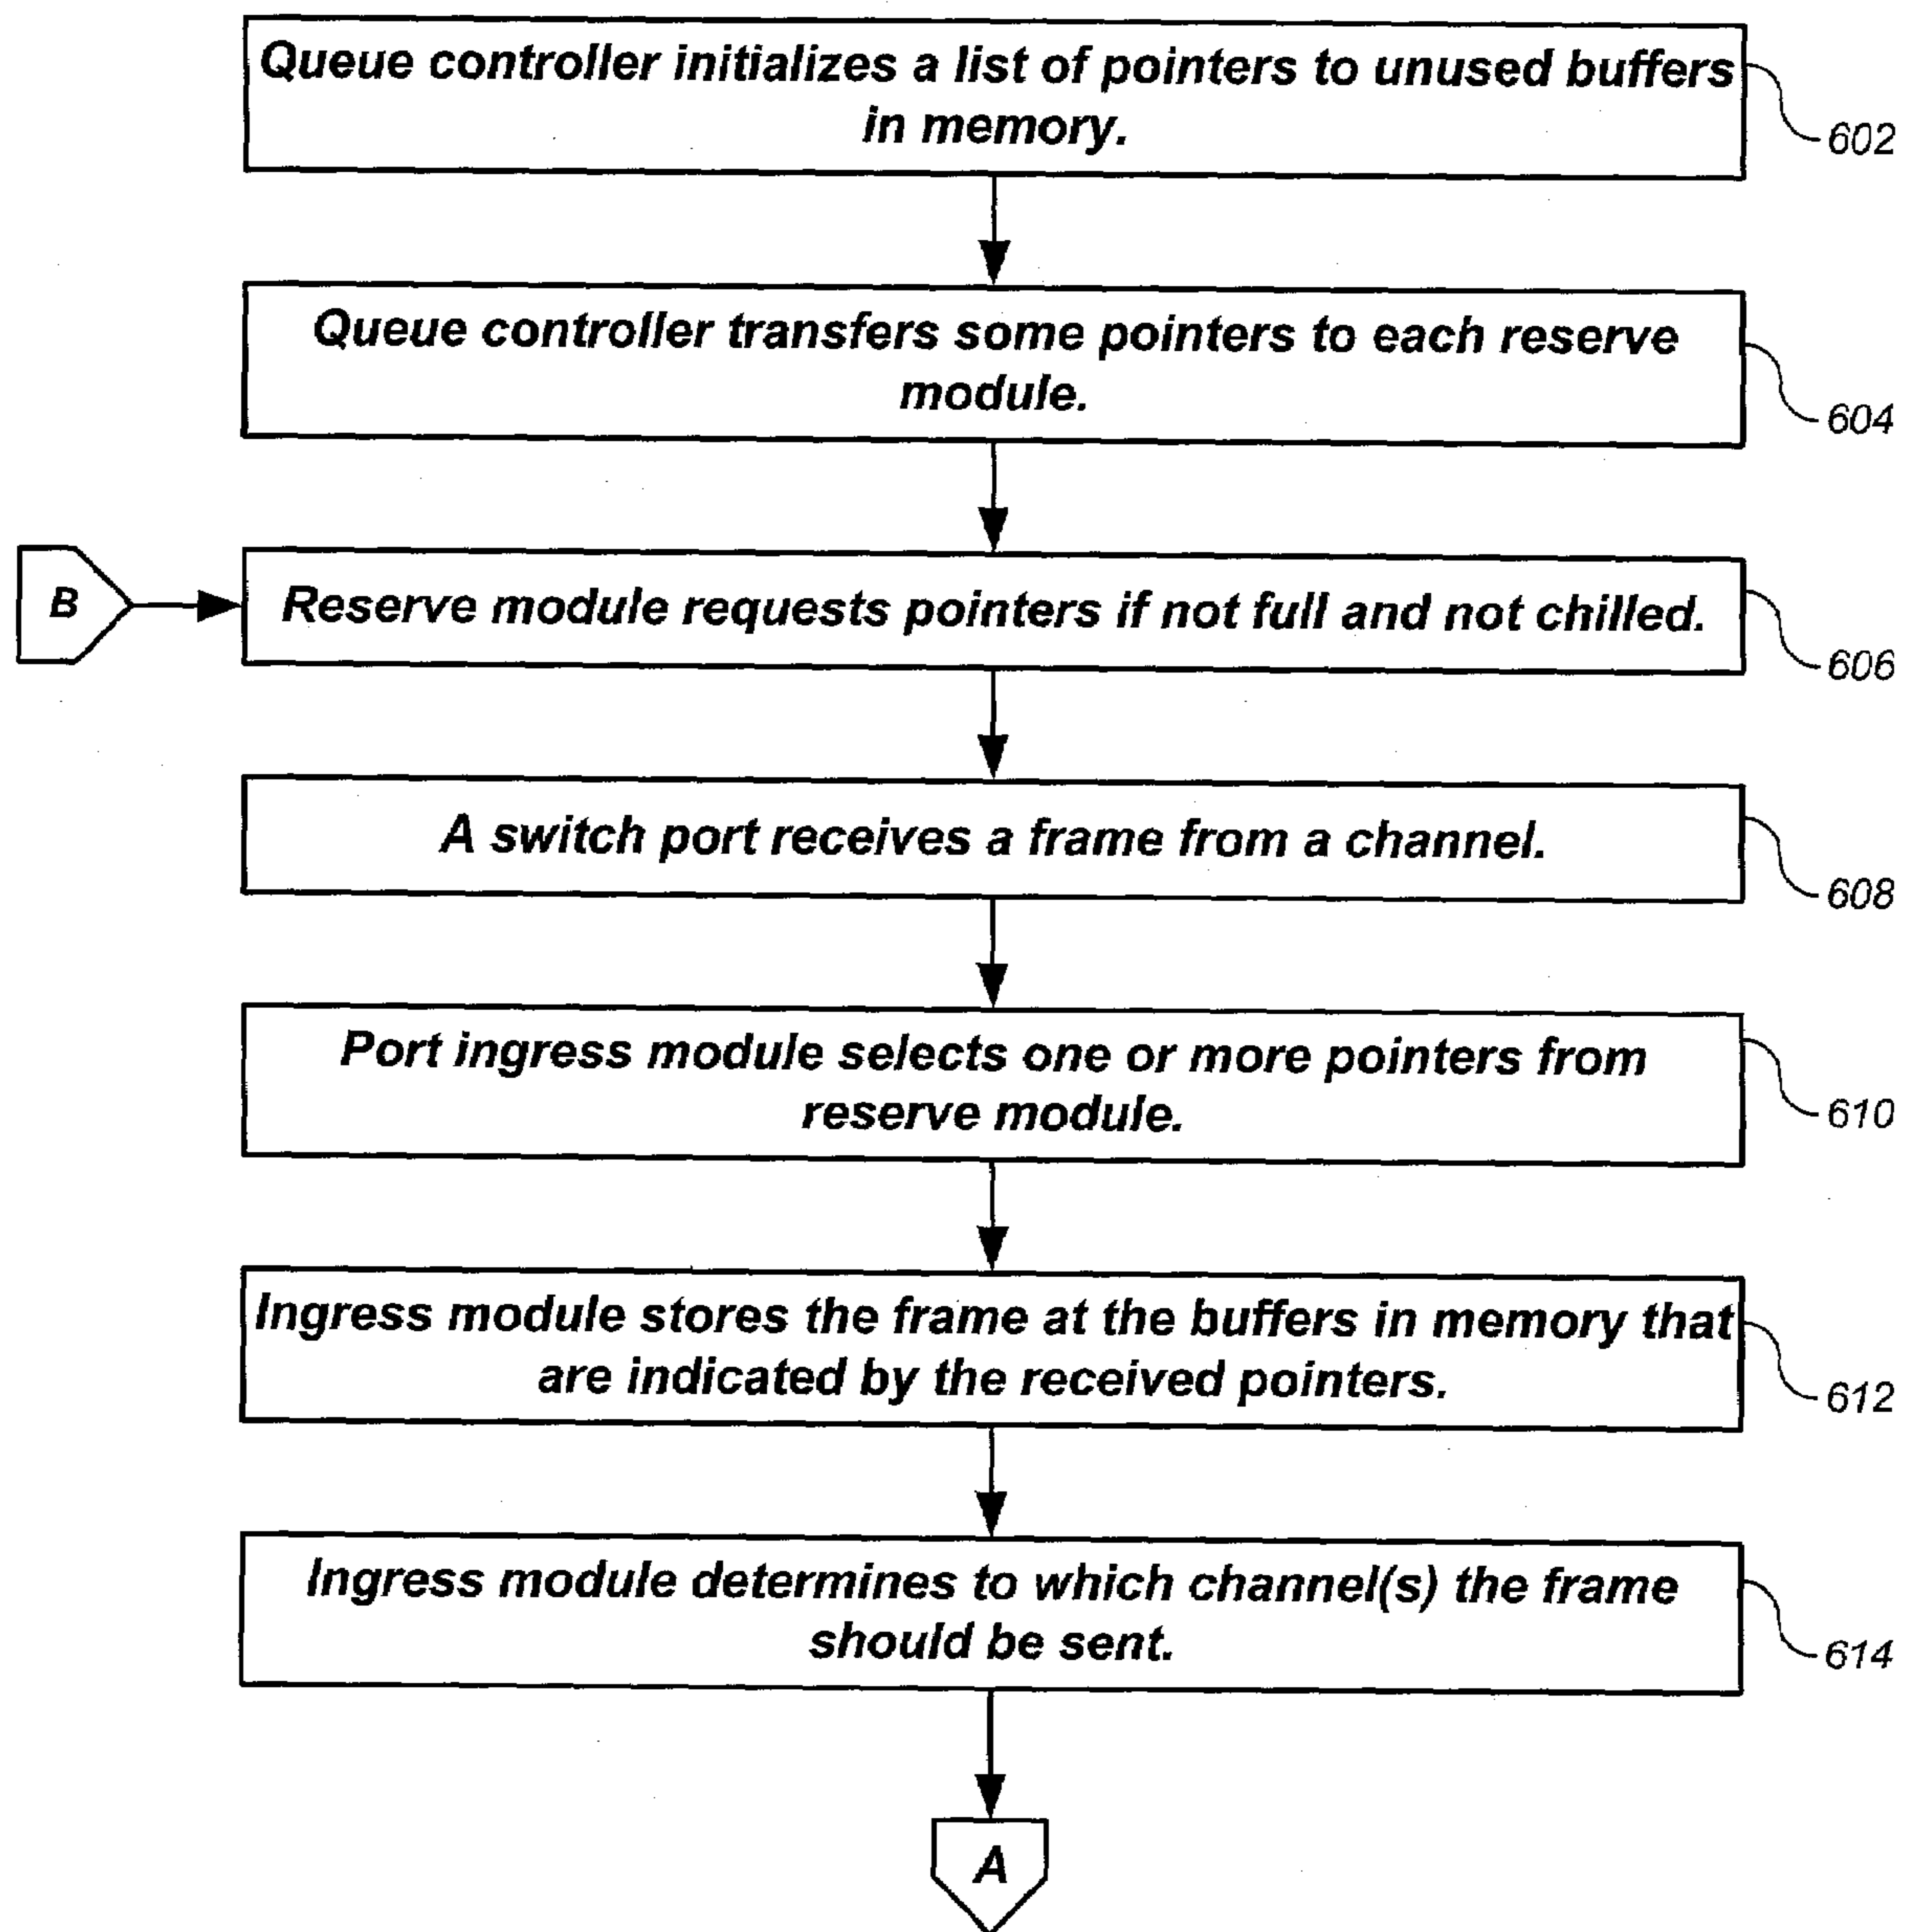 Queue controller initializes a list of pointers to unused buffers
in memory.
602
Queue controller transfers some pointers to each reserve
module.
604
B
Reserve module requests pointers if not full and not chilled.
606
A switch port receives a frame from a channel.
608
Port ingress module selects one or more pointers from
reserve module.
610
Ingress module stores the frame at the buffers in memory that
are indicated by the received pointers.
612
Ingress module determines to which channel(s) the frame
should be sent.
614
A